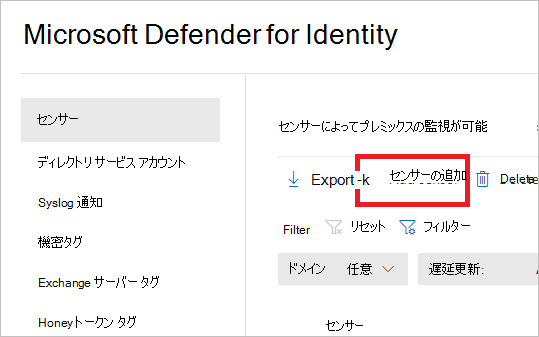 Microsoft Defender for Identity
センサー
ディレクトリ サービス アカウント
Syslog 通知
機密タグ
Exchange サーバー タグ
Honeyトークン タグ
センサーによってプレミックスの監視が可能
Export -k センサーの追加 Delete
Filter リセット フィルター
ドメイン 任意 遅延更新:
センサー